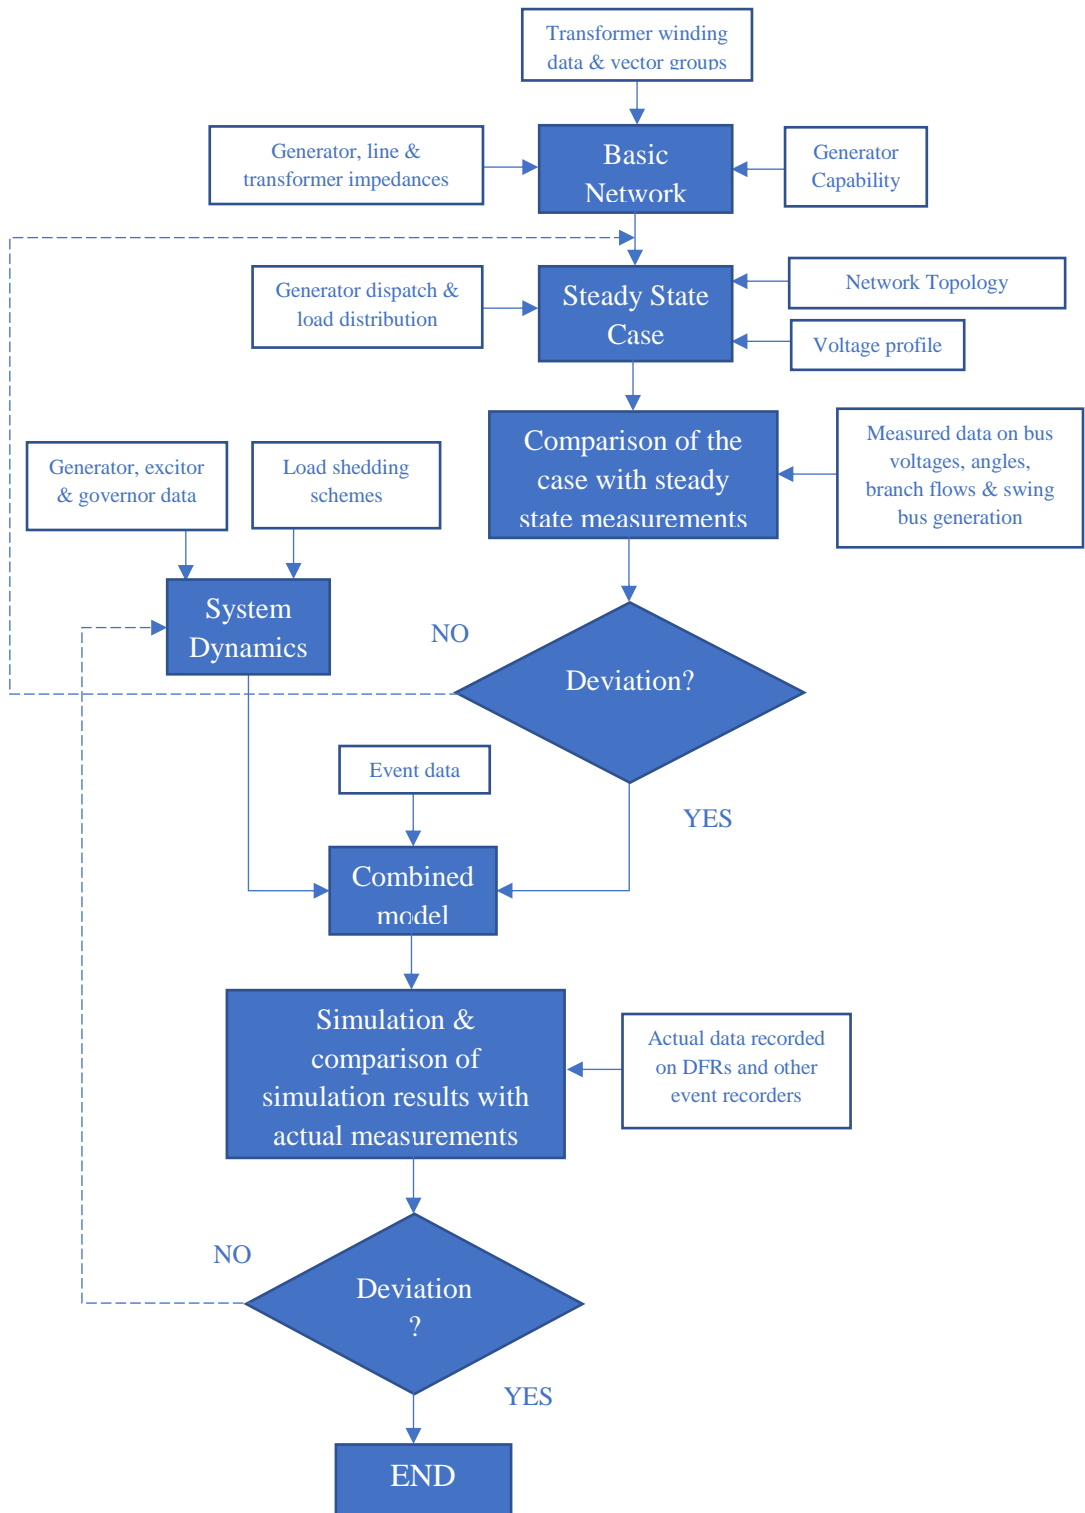 Transformer winding
data & vector groups
Generator, line &
transformer impedances
Basic
Network
Generator
Capability
Generator dispatch &
load distribution
Steady State
Case
Network Topology
Voltage profile
Comparison of the
case with steady
state measurements
Measured data on bus
voltages, angles,
branch flows & swing
bus generation
Generator, excitor
& governor data
Load shedding
schemes
System
Dynamics
NO
Deviation?
YES
Event data
Combined
model
Simulation &
comparison of
simulation results with
actual measurements
Actual data recorded
on DFRs and other
event recorders
NO
Deviation
?
YES
END